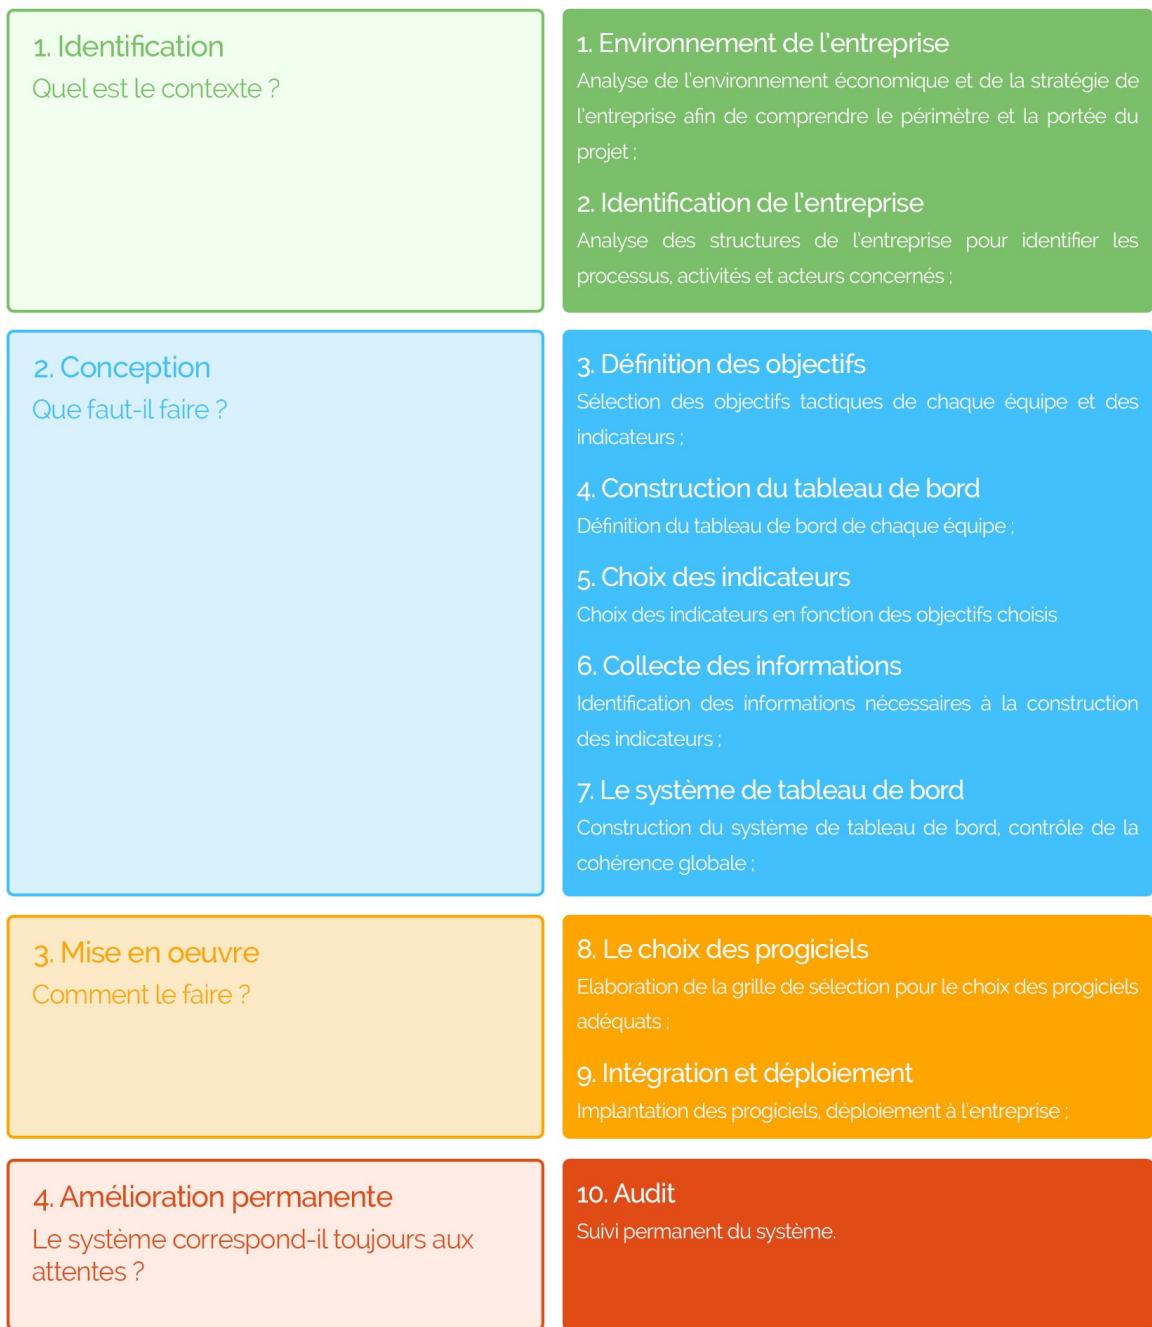 1. Identification
Quel est le contexte ?
1. Environnement de l'entreprise
Analyse de l'environnement économique et de la stratégie de
l'entreprise afin de comprendre le périmètre et la portée du
projet ;
2. Identification de l'entreprise
Analyse des structures de l'entreprise pour identifier les
processus, activités et acteurs concernés ;
2. Conception
Que faut-il faire ?
3. Définition des objectifs
Sélection des objectifs tactiques de chaque équipe et des
indicateurs ;
4. Construction du tableau de bord
Définition du tableau de bord de chaque équipe ;
5. Choix des indicateurs
Choix des indicateurs en fonction des objectifs choisis
6. Collecte des informations
Identification des informations nécessaires à la construction
des indicateurs ;
7. Le système de tableau de bord
Construction du système de tableau de bord, contrôle de la
cohérence globale ;
3. Mise en oeuvre
Comment le faire ?
8. Le choix des progiciels
Elaboration de la grille de sélection pour le choix des progiciels
adéquats ;
9. Intégration et déploiement
Implantation des progiciels, déploiement à l'entreprise ;
4. Amélioration permanente
Le système correspond-il toujours aux
attentes ?
10. Audit
Suivi permanent du système.